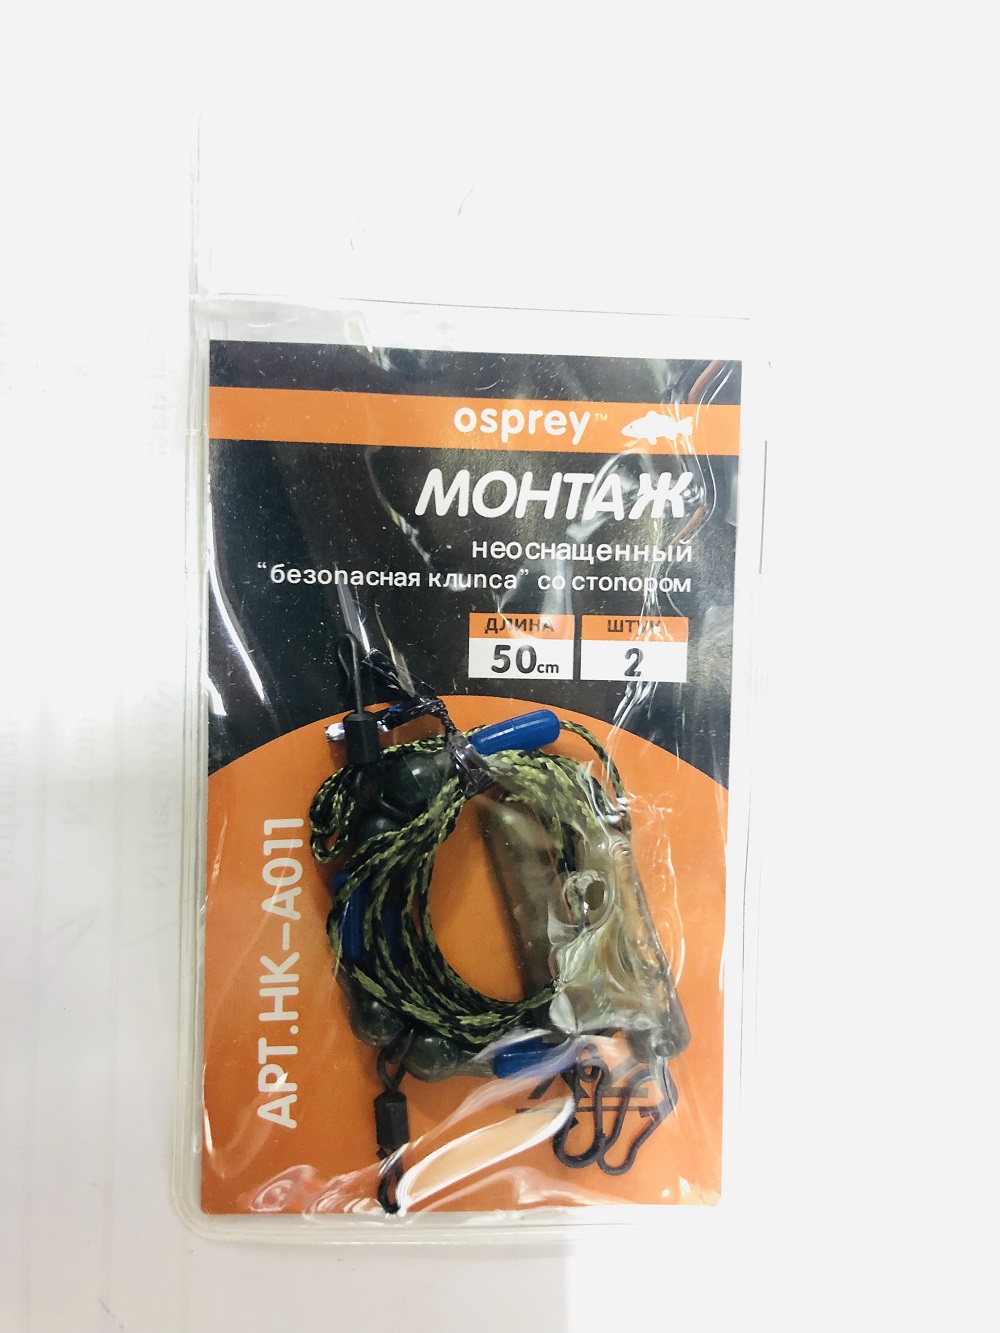 osprey™
МОНТАЖ
неоснащенный
“безопасная клипса” со стопором
ДЛИНА
ШТУК
50cm
2
АРТ.НК-А011